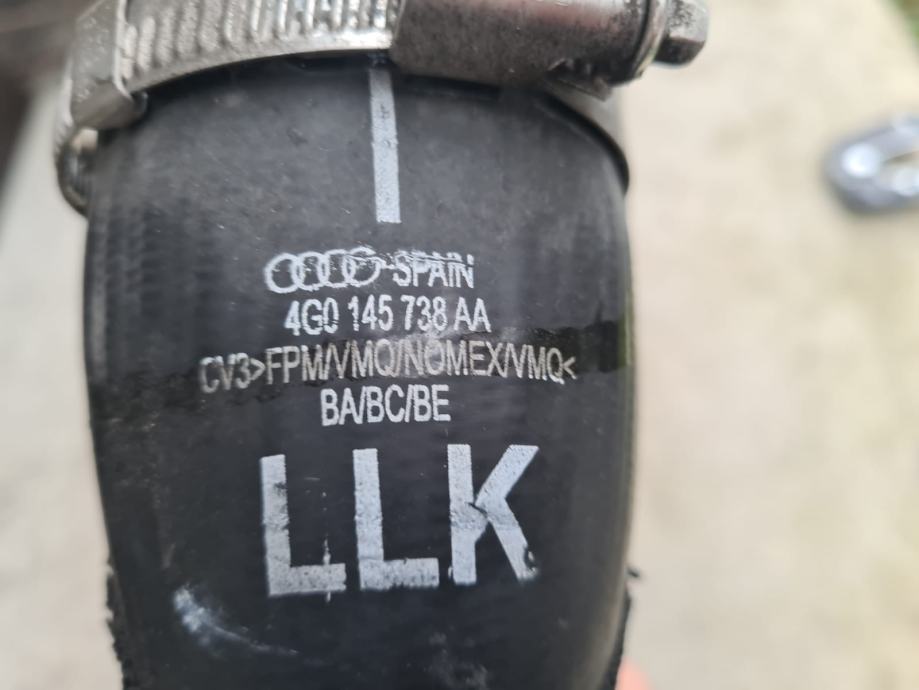 SPAIN
4G0 145 738 AA
CV3>FPM/VMQ/NOMEX/VMQ<
BA/BC/BE
LLK